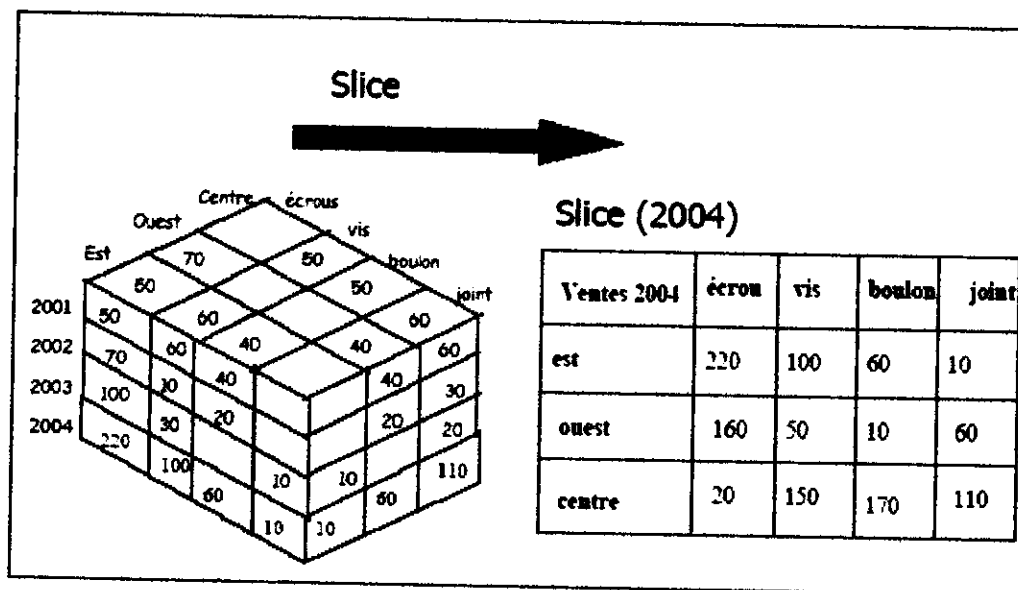 Slice
Slice (2004)
Centre écrous
Ouest vis
Est 70 50 boulon
50 50 joint
2001 50 60 60
2002 70 60 40 40 60
2003 100 10 40 40 30
2004 30 20 20 20
220 100 10 10 110
60 60
10 10
Ventes 2004 écrou vis boulon joint
est 220 100 60 10
ouest 160 50 10 60
centre 20 150 170 110